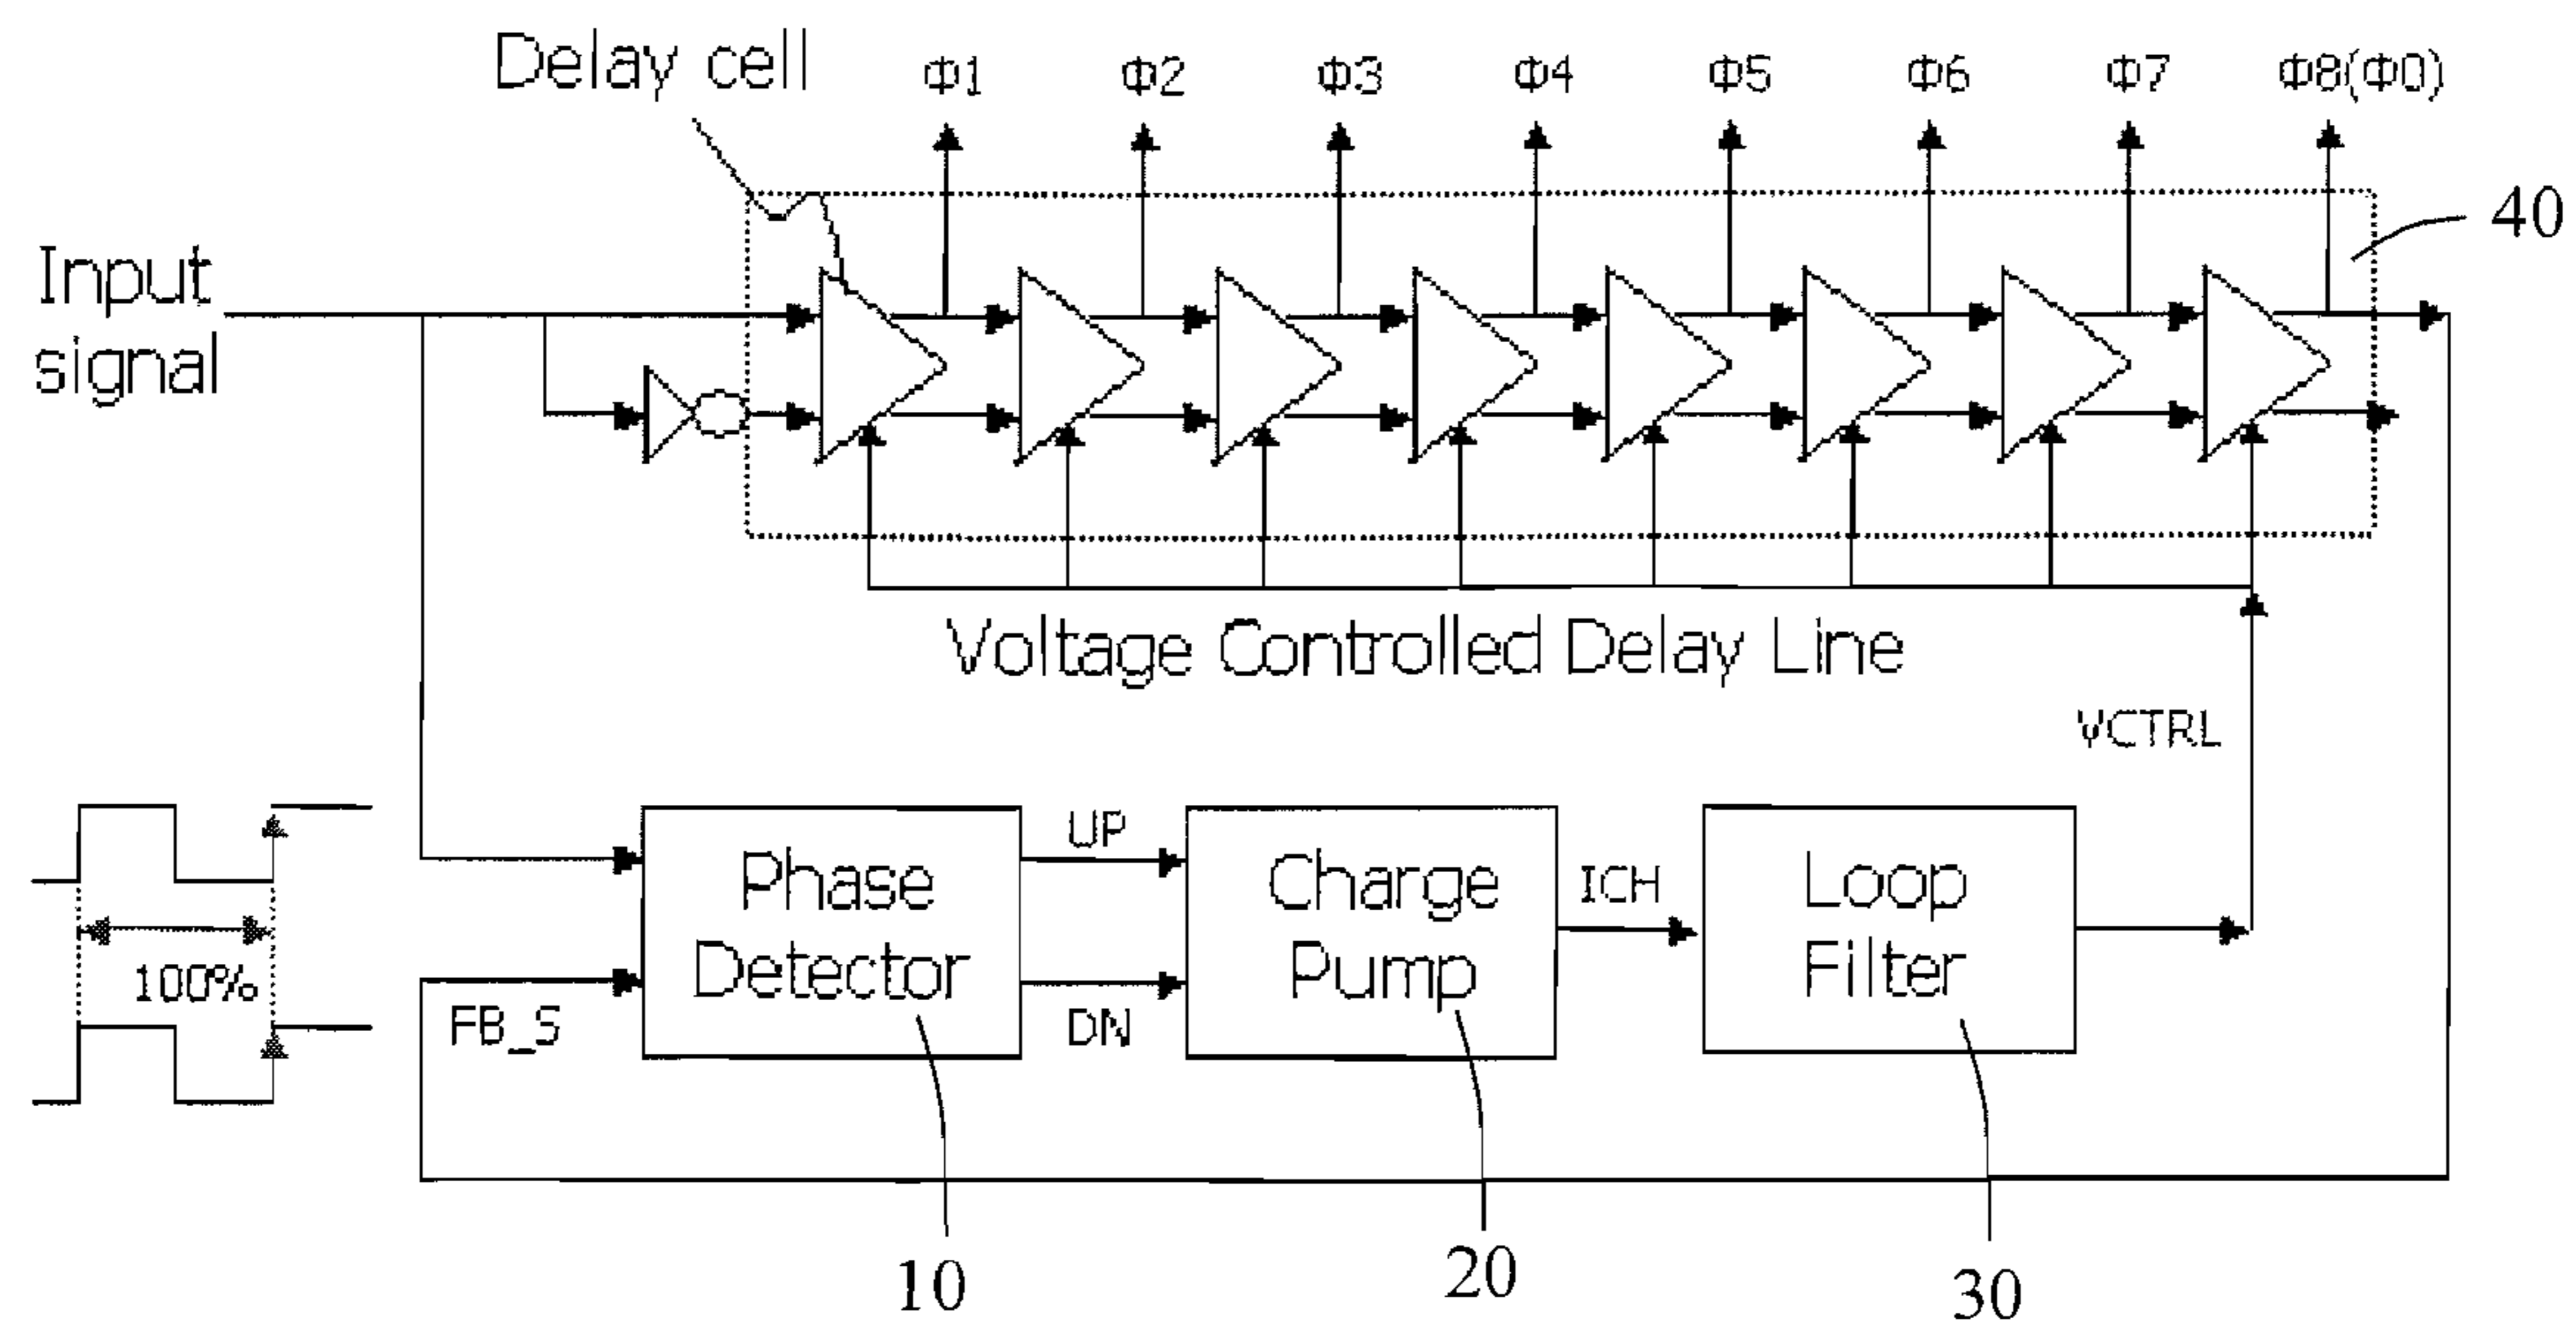 Delay cell
Φ1
Φ2
Φ3
Φ4
Φ5
Φ6
Φ7
Φ8(Φ0)
40
Input
signal
Voltage Controlled Delay Line
VCTRL
100%
FB_S
Phase
Detector
UP
DN
Charge
Pump
ICH
Loop
Filter
10
20
30